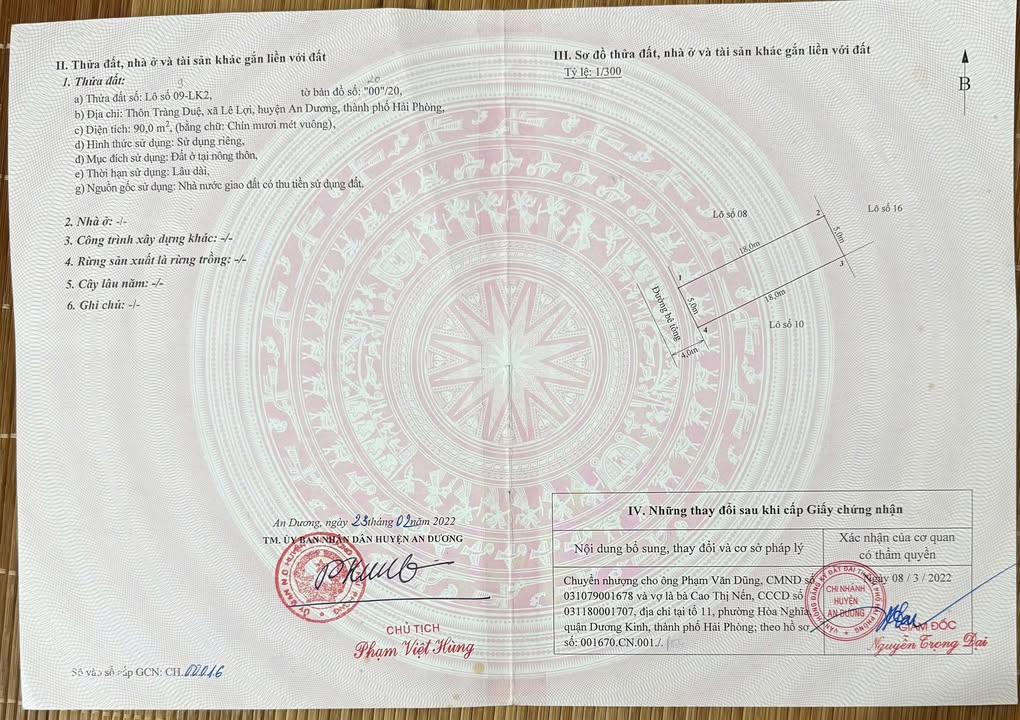 II. Thửa đất, nhà ở và tài sản khác gắn liền với đất
1. Thửa đất:
9
20
a) Thửa đất số: Lô số 09-LK2, tờ bản đồ số: "00"/20,
b) Địa chỉ: Thôn Tràng Duệ, xã Lê Lợi, huyện An Dương, thành phố Hải Phòng,
c) Diện tích: 90,0 m², (bằng chữ: Chín mươi mét vuông),
d) Hình thức sử dụng: Sử dụng riêng,
đ) Mục đích sử dụng: Đất ở tại nông thôn,
e) Thời hạn sử dụng: Lâu dài,
g) Nguồn gốc sử dụng: Nhà nước giao đất có thu tiền sử dụng đất.
2. Nhà ở: -/-
3. Công trình xây dựng khác: -/-
4. Rừng sản xuất là rừng trồng: -/-
5. Cây lâu năm: -/-
6. Ghi chú: -/-
An Dương, ngày 23 tháng 02 năm 2022
TM. ỦY BAN NHÂN DÂN HUYỆN AN DƯƠNG
CHỦ TỊCH
Phạm Việt Hùng
Số vào sổ cấp GCN: CH.00016
III. Sơ đồ thửa đất, nhà ở và tài sản khác gắn liền với đất
Tỷ lệ: 1/300
B
Lô số 08
2
Lô số 16
18,0m
5,0m
3
1
5,0m
18,0m
Đường bê tông
4
Lô số 10
4,0m
IV. Những thay đổi sau khi cấp Giấy chứng nhận
Nội dung bổ sung, thay đổi và cơ sở pháp lý
Xác nhận của cơ quan
có thẩm quyền
Chuyển nhượng cho ông Phạm Văn Dũng, CMND số
031079001678 và vợ là bà Cao Thị Nến, CCCD số
031180001707, địa chỉ tại tổ 11, phường Hòa Nghĩa,
quận Dương Kinh, thành phố Hải Phòng; theo hồ sơ
số: 001670.CN.001./.
Ngày 08 / 3 / 2022
CHI NHÁNH
HUYỆN
AN DƯƠNG
GIÁM ĐỐC
Nguyễn Trọng Đại